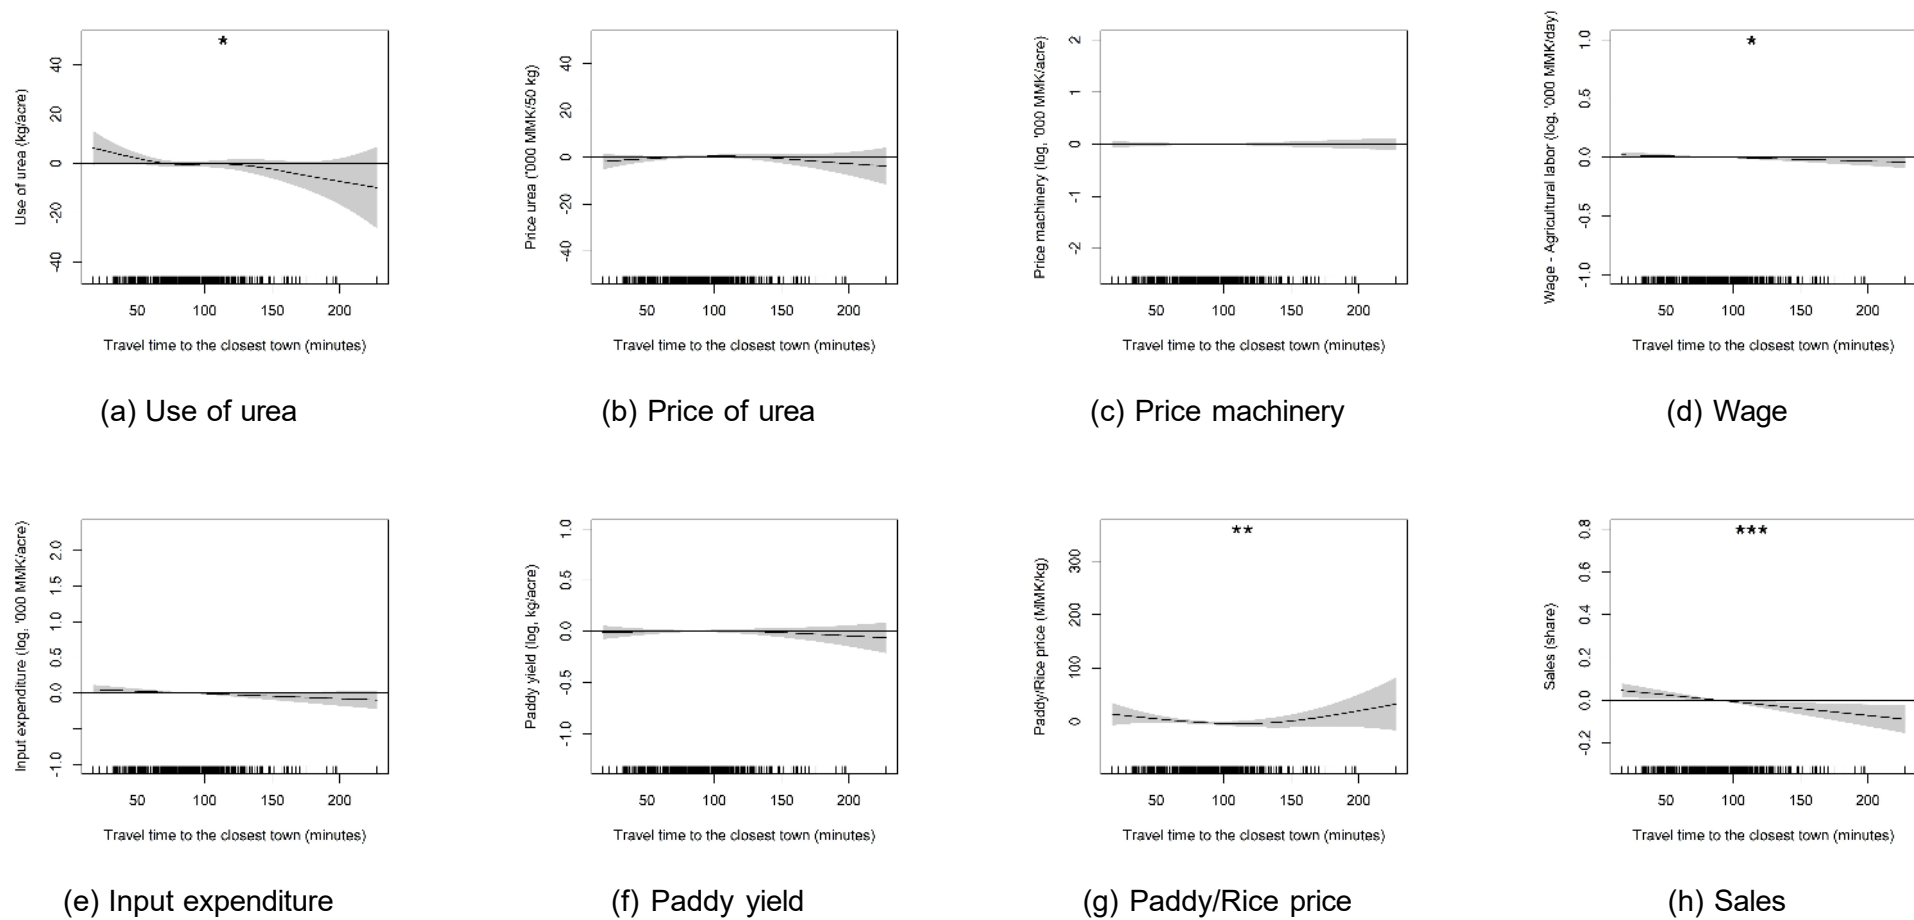 *
Use of urea (kg/acre)
40
20
0
-20
-40
50 100 150 200
Travel time to the closest town (minutes)
(a) Use of urea
Price urea ('000 MMK/50 kg)
40
20
0
-20
-40
50 100 150 200
Travel time to the closest town (minutes)
(b) Price of urea
Price machinery (log, '000 MMK/acre)
2
1
0
-1
-2
50 100 150 200
Travel time to the closest town (minutes)
(c) Price machinery
*
Wage - Agricultural labor (log, '000 MMK/day)
1.0
0.5
0.0
-0.5
-1.0
50 100 150 200
Travel time to the closest town (minutes)
(d) Wage
Input expenditure (log, '000 MMK/acre)
2.0
1.5
1.0
0.5
0.0
-1.0
50 100 150 200
Travel time to the closest town (minutes)
(e) Input expenditure
Paddy yield (log, kg/acre)
1.0
0.5
0.0
-0.5
-1.0
50 100 150 200
Travel time to the closest town (minutes)
(f) Paddy yield
**
Paddy/Rice price (MMK/kg)
300
200
100
0
50 100 150 200
Travel time to the closest town (minutes)
(g) Paddy/Rice price
***
Sales (share)
0.8
0.6
0.4
0.2
0.0
-0.2
50 100 150 200
Travel time to the closest town (minutes)
(h) Sales